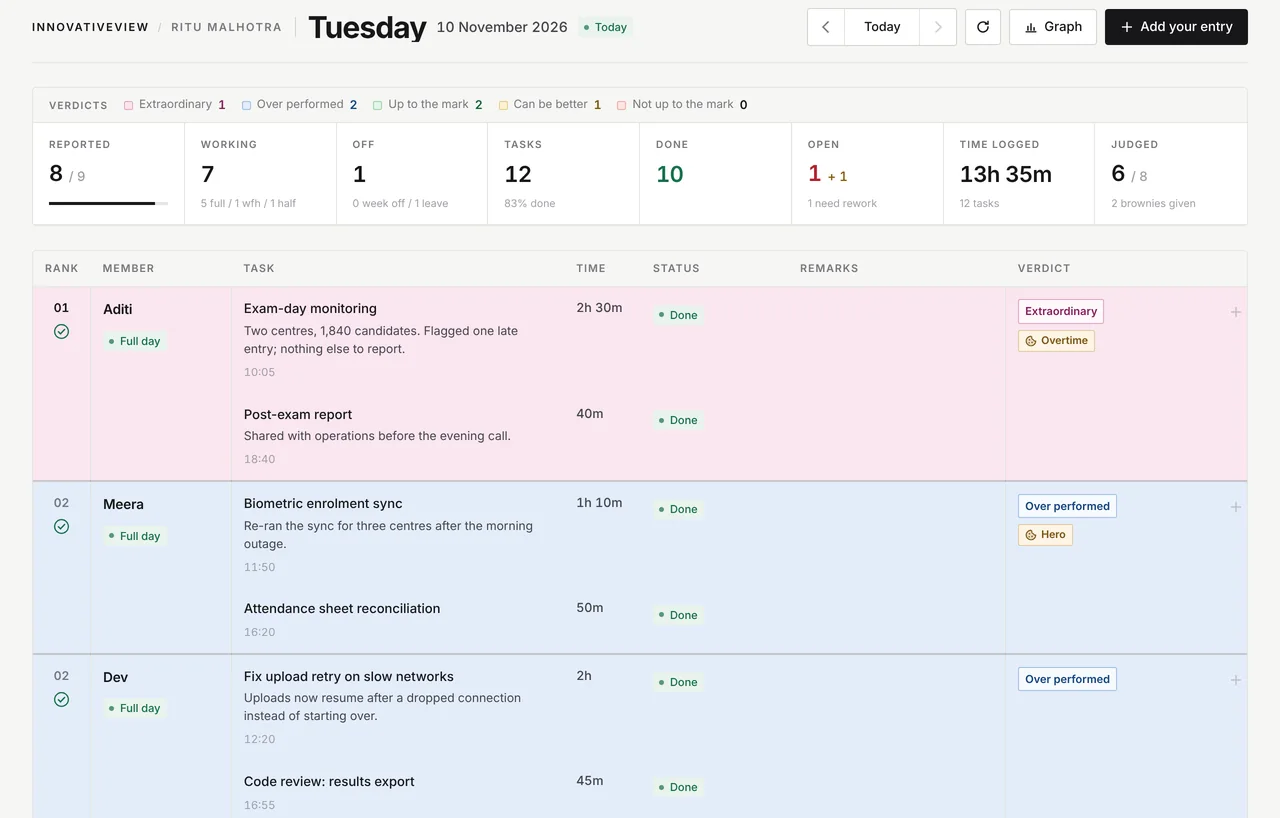 INNOVATIVEVIEW / RITU MALHOTRA Tuesday 10 November 2026 Today
Today Graph + Add your entry
VERDICTS Extraordinary 1 Over performed 2 Up to the mark 2 Can be better 1 Not up to the mark 0
REPORTED WORKING OFF TASKS DONE OPEN TIME LOGGED JUDGED
8 / 9 7 1 12 10 1 + 1 13h 35m 6 / 8
5 full / 1 wfh / 1 half 0 week off / 1 leave 83% done 1 need rework 12 tasks 2 brownies given
RANK MEMBER TASK TIME STATUS REMARKS VERDICT
01 Aditi Exam-day monitoring 2h 30m Done Extraordinary +
Full day Two centres, 1,840 candidates. Flagged one late Overtime
entry; nothing else to report.
10:05
Post-exam report 40m Done
Shared with operations before the evening call.
18:40
02 Meera Biometric enrolment sync 1h 10m Done Over performed +
Full day Re-ran the sync for three centres after the morning Hero
outage.
11:50
Attendance sheet reconciliation 50m Done
16:20
02 Dev Fix upload retry on slow networks 2h Done Over performed +
Full day Uploads now resume after a dropped connection
instead of starting over.
12:20
Code review: results export 45m Done
16:55